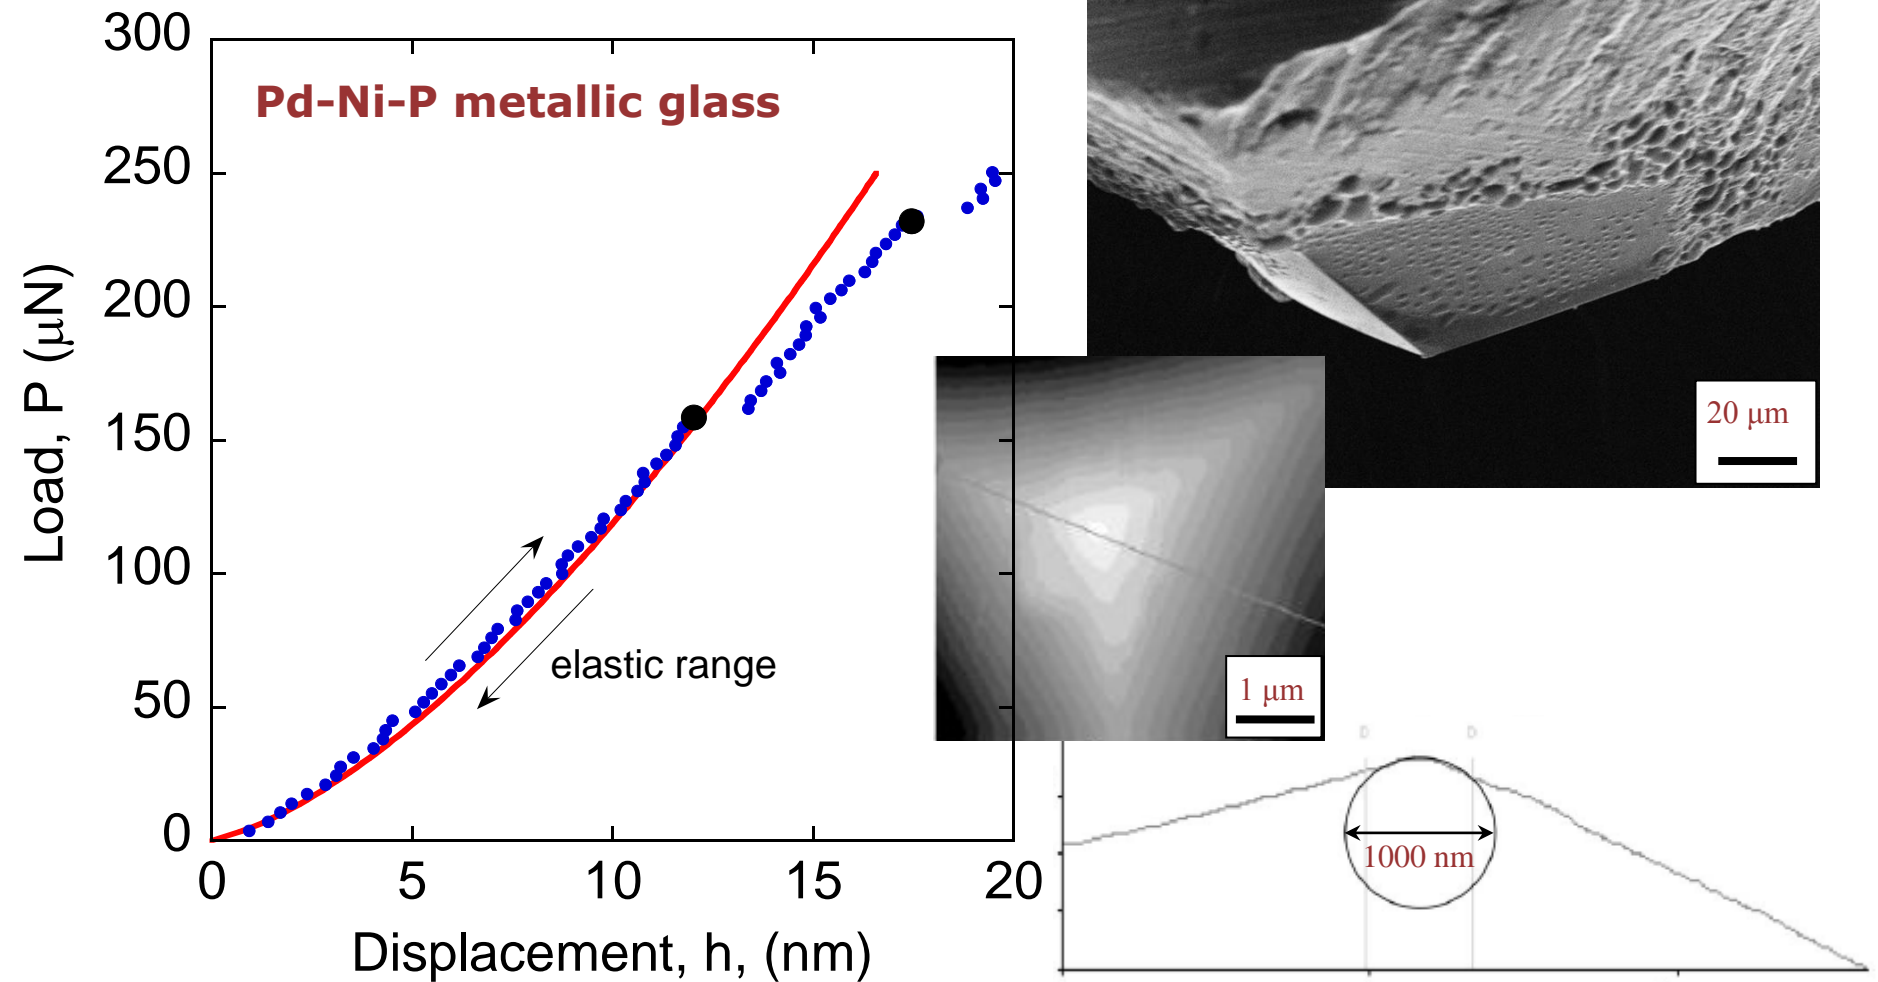 300
Pd-Ni-P metallic glass
250
200
150
100
50
0
Load, P (μN)
elastic range
0 5 10 15 20
Displacement, h, (nm)
20 μm
1 μm
D D
1000 nm